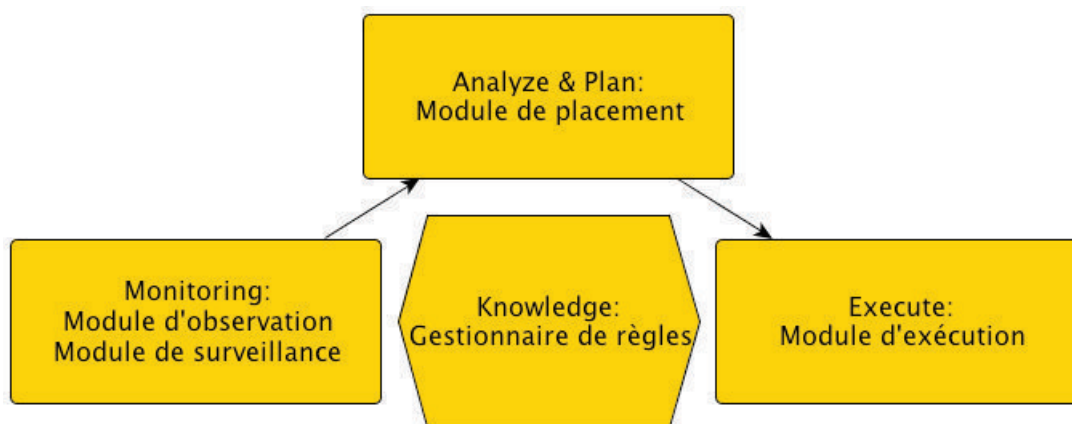 Analyze & Plan:
Module de placement
Monitoring:
Module d'observation
Module de surveillance
Knowledge:
Gestionnaire de règles
Execute:
Module d'exécution